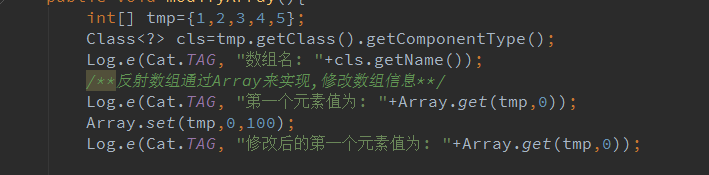 public void modifyArray(){
int[] tmp={1,2,3,4,5};
Class<?> cls=tmp.getClass().getComponentType();
Log.e(Cat.TAG, "数组名: "+cls.getName());
/**反射数组通过Array来实现,修改数组信息**/
Log.e(Cat.TAG, "第一个元素值为: "+Array.get(tmp,0));
Array.set(tmp,0,100);
Log.e(Cat.TAG, "修改后的第一个元素值为: "+Array.get(tmp,0));